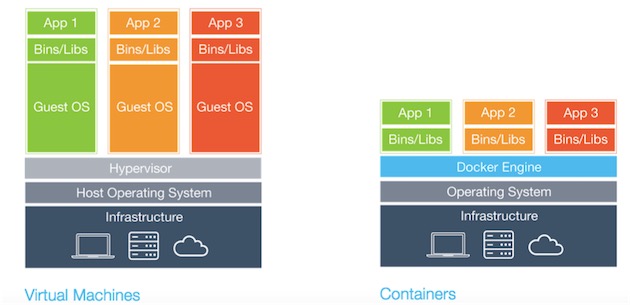 App 1
App 2
App 3
Bins/Libs
Bins/Libs
Bins/Libs
Guest OS
Guest OS
Guest OS
Hypervisor
Host Operating System
Infrastructure
Virtual Machines
App 1
App 2
App 3
Bins/Libs
Bins/Libs
Bins/Libs
Docker Engine
Operating System
Infrastructure
Containers